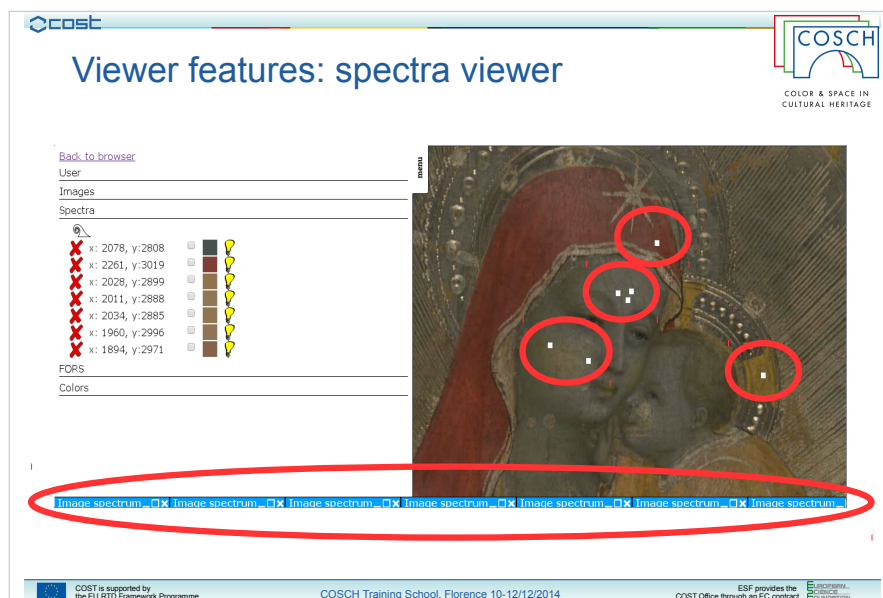 cost
COSCH
COLOR & SPACE IN
CULTURAL HERITAGE
Viewer features: spectra viewer
Back to browser
User
Images
Spectra
x: 2078, y:2808
x: 2261, y:3019
x: 2028, y:2899
x: 2011, y:2888
x: 2034, y:2885
x: 1960, y:2996
x: 1894, y:2971
FORS
Colors
menu
Image spectrum Image spectrum Image spectrum Image spectrum Image spectrum Image spectrum Image spectrum
COST is supported by
the EU RTD Framework Programme
COSCH Training School, Florence 10-12/12/2014
ESF provides the
COST Office through an EC contract
EUROPEAN
SCIENCE
FOUNDATION